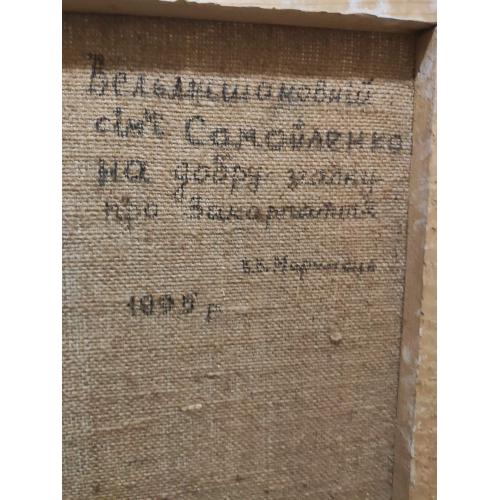 Вельмишановній
сім'ї Самойленко
на добру згадку
про Закарпаття
В.В.
1995 р